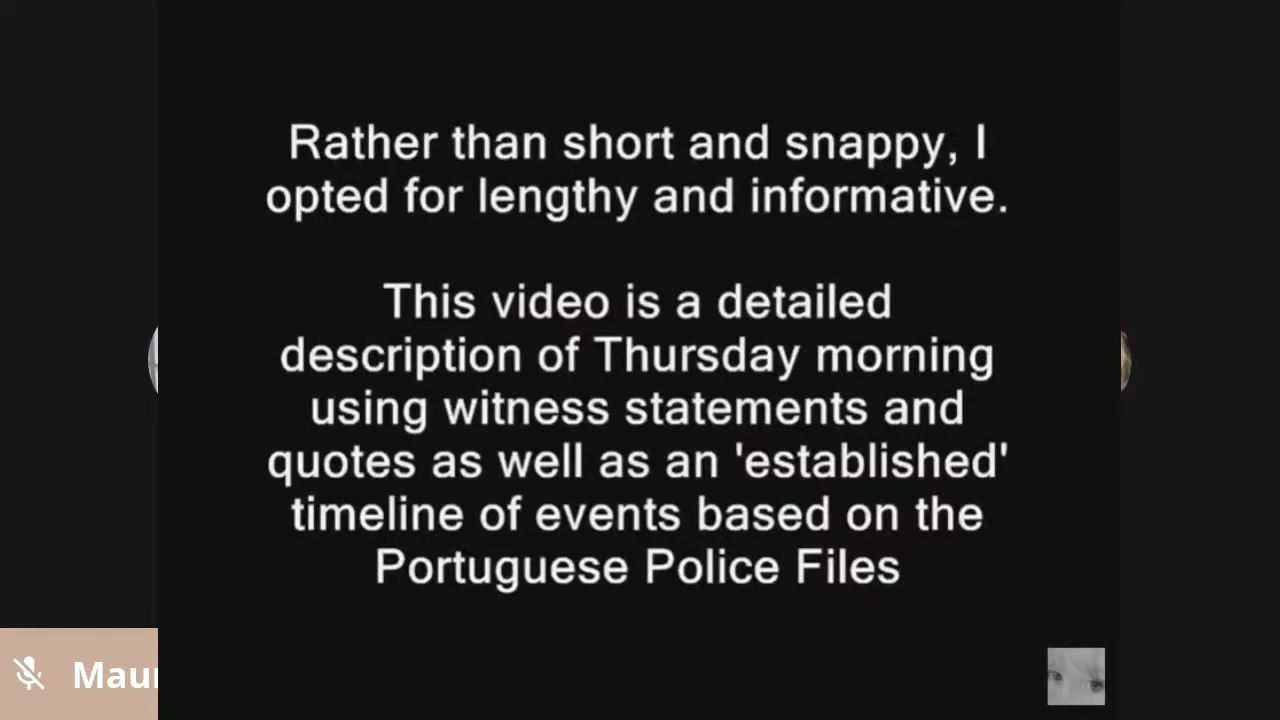 Rather than short and snappy, I
opted for lengthy and informative.
This video is a detailed
description of Thursday morning
using witness statements and
quotes as well as an 'established'
timeline of events based on the
Portuguese Police Files